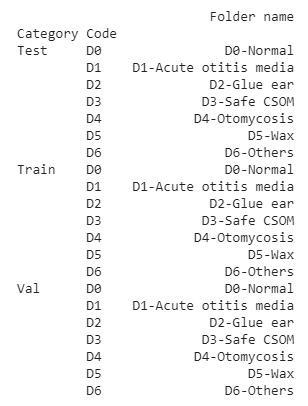 Folder name
Category Code
Test D0 D0-Normal
D1 D1-Acute otitis media
D2 D2-Glue ear
D3 D3-Safe CSOM
D4 D4-Otomycosis
D5 D5-Wax
D6 D6-Others
Train D0 D0-Normal
D1 D1-Acute otitis media
D2 D2-Glue ear
D3 D3-Safe CSOM
D4 D4-Otomycosis
D5 D5-Wax
D6 D6-Others
Val D0 D0-Normal
D1 D1-Acute otitis media
D2 D2-Glue ear
D3 D3-Safe CSOM
D4 D4-Otomycosis
D5 D5-Wax
D6 D6-Others